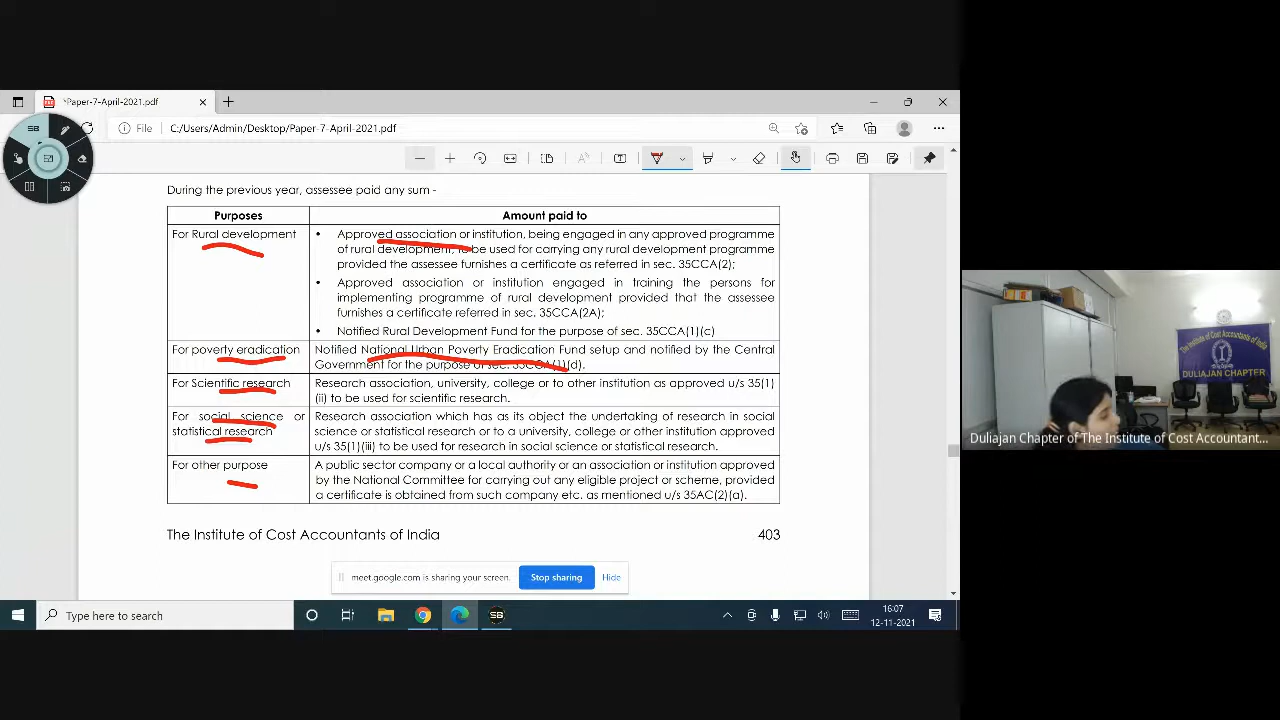 *Paper-7-April-2021.pdf
File
C:/Users/Admin/Desktop/Paper-7-April-2021.pdf
SB
During the previous year, assessee paid any sum -
Purposes
Amount paid to
For Rural development
• Approved association or institution, being engaged in any approved programme
of rural development, to be used for carrying any rural development programme
provided the assessee furnishes a certificate as referred in sec. 35CCA(2);
• Approved association or institution engaged in training the persons for
implementing programme of rural development provided that the assessee
furnishes a certificate referred in sec. 35CCA(2A);
• Notified Rural Development Fund for the purpose of sec. 35CCA(1)(c)
For poverty eradication
Notified National Urban Poverty Eradication Fund setup and notified by the Central
Government for the purpose of sec. 35CCA(1)(d).
For Scientific research
Research association, university, college or to other institution as approved u/s 35(1)
(ii) to be used for scientific research.
For social science or
statistical research
Research association which has as its object the undertaking of research in social
science or statistical research or to a university, college or other institution approved
u/s 35(1)(iii) to be used for research in social science or statistical research.
For other purpose
A public sector company or a local authority or an association or institution approved
by the National Committee for carrying out any eligible project or scheme, provided
a certificate is obtained from such company etc. as mentioned u/s 35AC(2)(a).
The Institute of Cost Accountants of India
403
meet.google.com is sharing your screen.
Stop sharing
Hide
Type here to search
SB
16:07
12-11-2021
The Institute of Cost Accountants of India
DULIAJAN CHAPTER
Duliajan Chapter of The Institute of Cost Accountant...